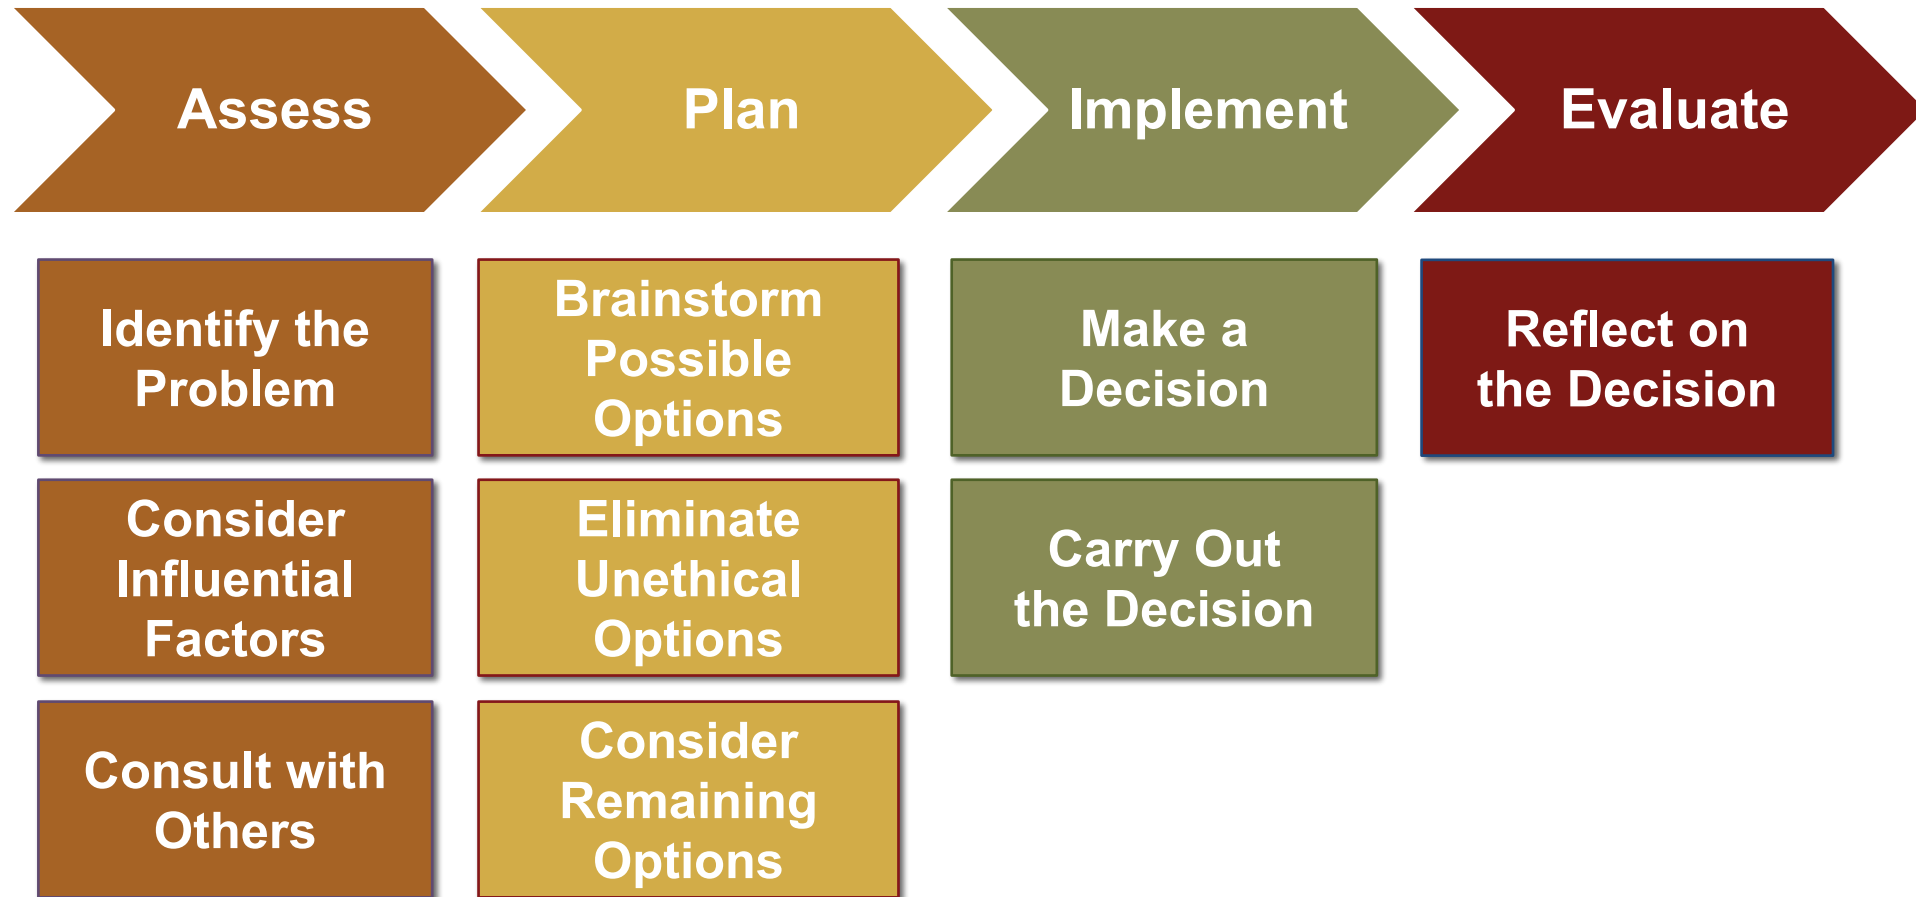 Assess
Plan
Implement
Evaluate
Identify the
Problem
Consider
Influential
Factors
Consult with
Others
Brainstorm
Possible
Options
Eliminate
Unethical
Options
Consider
Remaining
Options
Make a
Decision
Carry Out
the Decision
Reflect on
the Decision